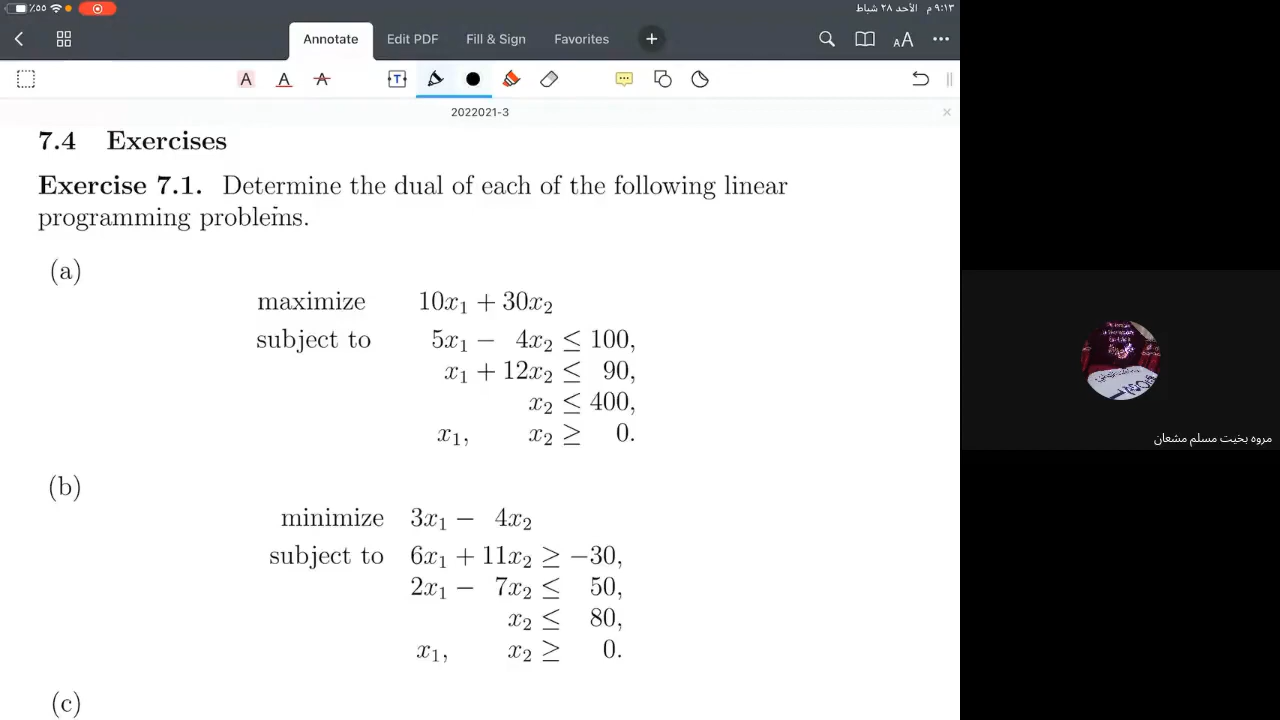 ٪٥٥
٩:١٣ م الأحد ٢٨ شباط
Annotate Edit PDF Fill & Sign Favorites
2022021-3
7.4 Exercises
Exercise 7.1. Determine the dual of each of the following linear
programming problems.
(a)
maximize 10x₁ + 30x₂
subject to 5x₁ − 4x₂ ≤ 100,
x₁ + 12x₂ ≤ 90,
x₂ ≤ 400,
x₁, x₂ ≥ 0.
(b)
minimize 3x₁ − 4x₂
subject to 6x₁ + 11x₂ ≥ −30,
2x₁ − 7x₂ ≤ 50,
x₂ ≤ 80,
x₁, x₂ ≥ 0.
(c)
مروه بخيت مسلم مشعان